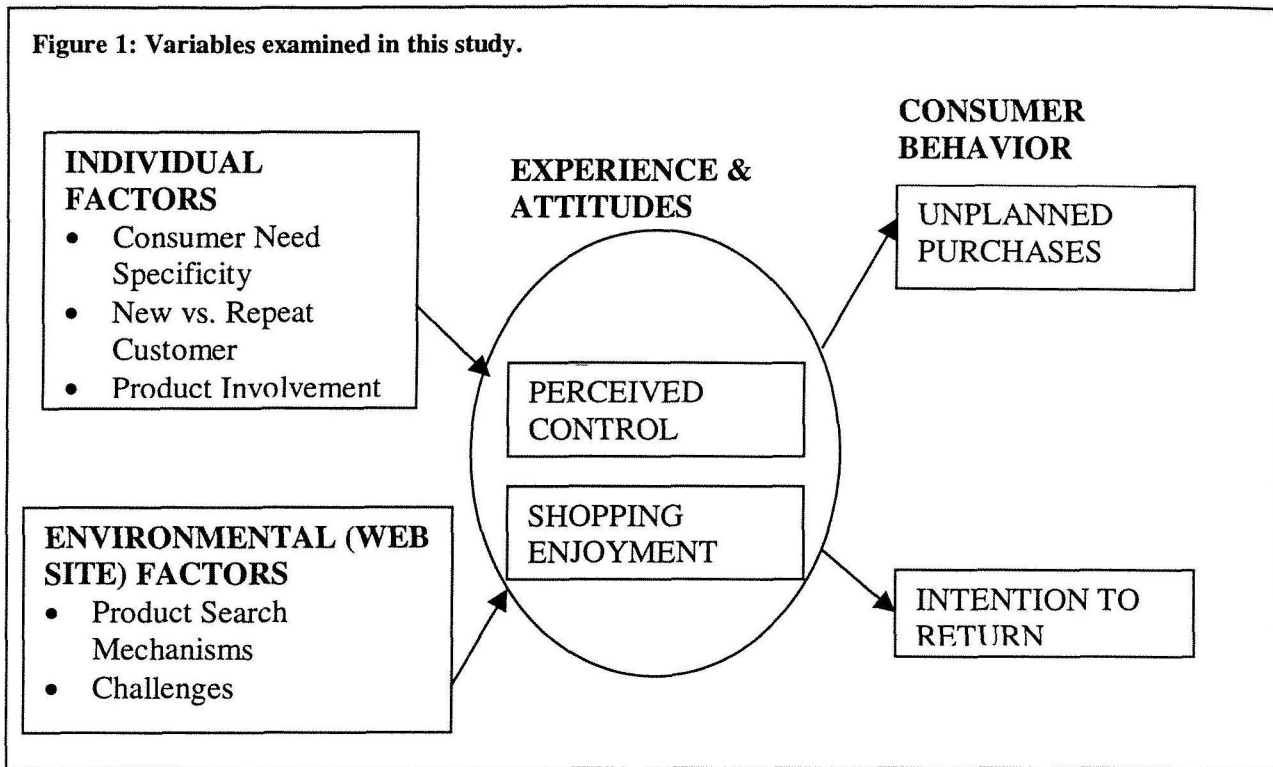 Figure 1: Variables examined in this study.
INDIVIDUAL
FACTORS
• Consumer Need
Specificity
• New vs. Repeat
Customer
• Product Involvement
ENVIRONMENTAL (WEB
SITE) FACTORS
• Product Search
Mechanisms
• Challenges
EXPERIENCE &
ATTITUDES
PERCEIVED
CONTROL
SHOPPING
ENJOYMENT
CONSUMER
BEHAVIOR
UNPLANNED
PURCHASES
INTENTION TO
RETURN